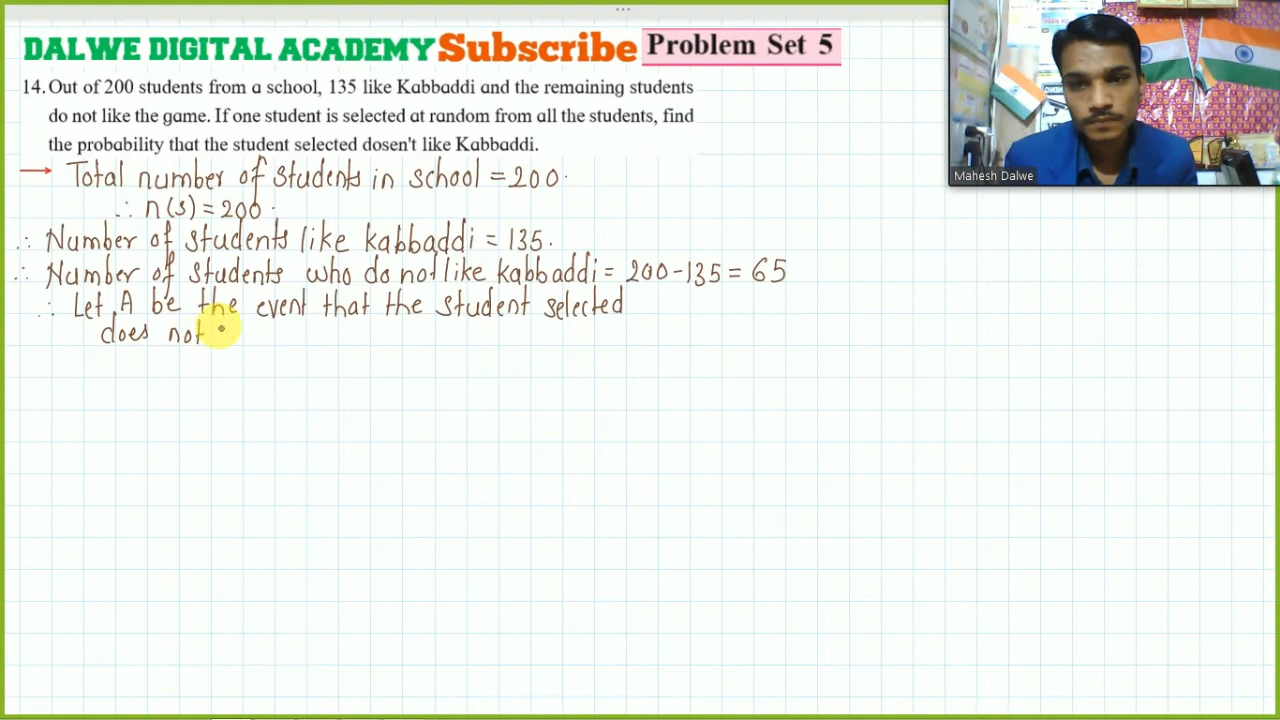 DALWE DIGITAL ACADEMY Subscribe Problem Set 5
14. Out of 200 students from a school, 135 like Kabbaddi and the remaining students
do not like the game. If one student is selected at random from all the students, find
the probability that the student selected dosen't like Kabbaddi.
→ Total number of students in school = 200.
∴ n(s) = 200.
∴ Number of students like kabbaddi = 135.
∴ Number of students who do not like kabbaddi = 200-135 = 65
∴ Let A be the event that the student selected
does not
Mahesh Dalwe